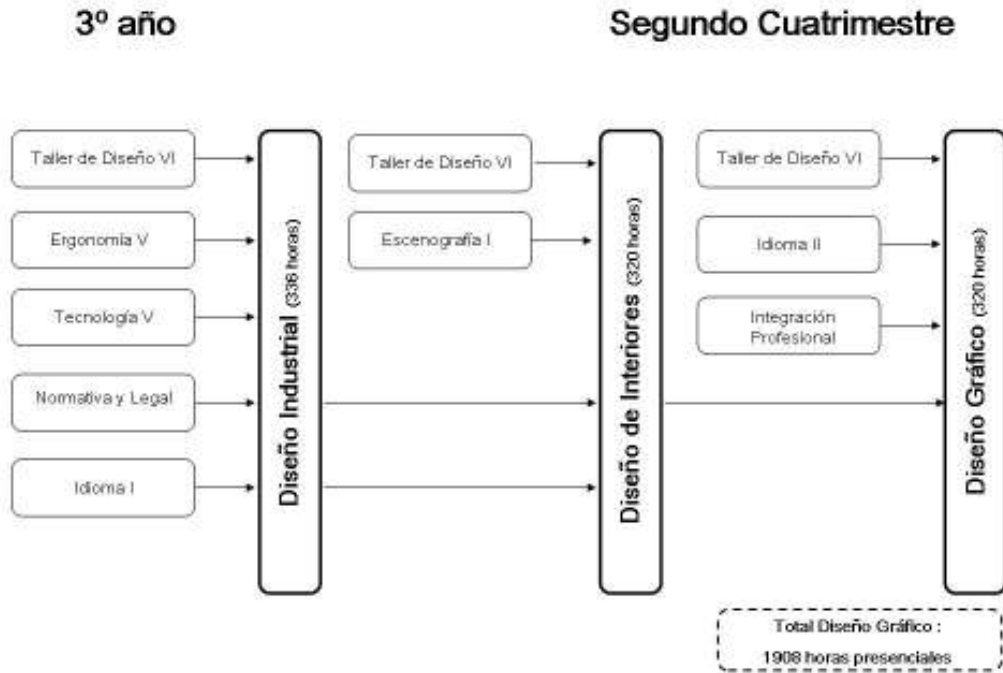 3º año
Segundo Cuatrimestre
Taller de Diseño VI
Ergonomía V
Tecnología V
Normativa y Legal
Idioma I
Diseño Industrial (336 horas)
Taller de Diseño VI
Escenografía I
Diseño de Interiores (320 horas)
Taller de Diseño VI
Idioma II
Integración
Profesional
Diseño Gráfico (320 horas)
Total Diseño Gráfico :
1908 horas presenciales